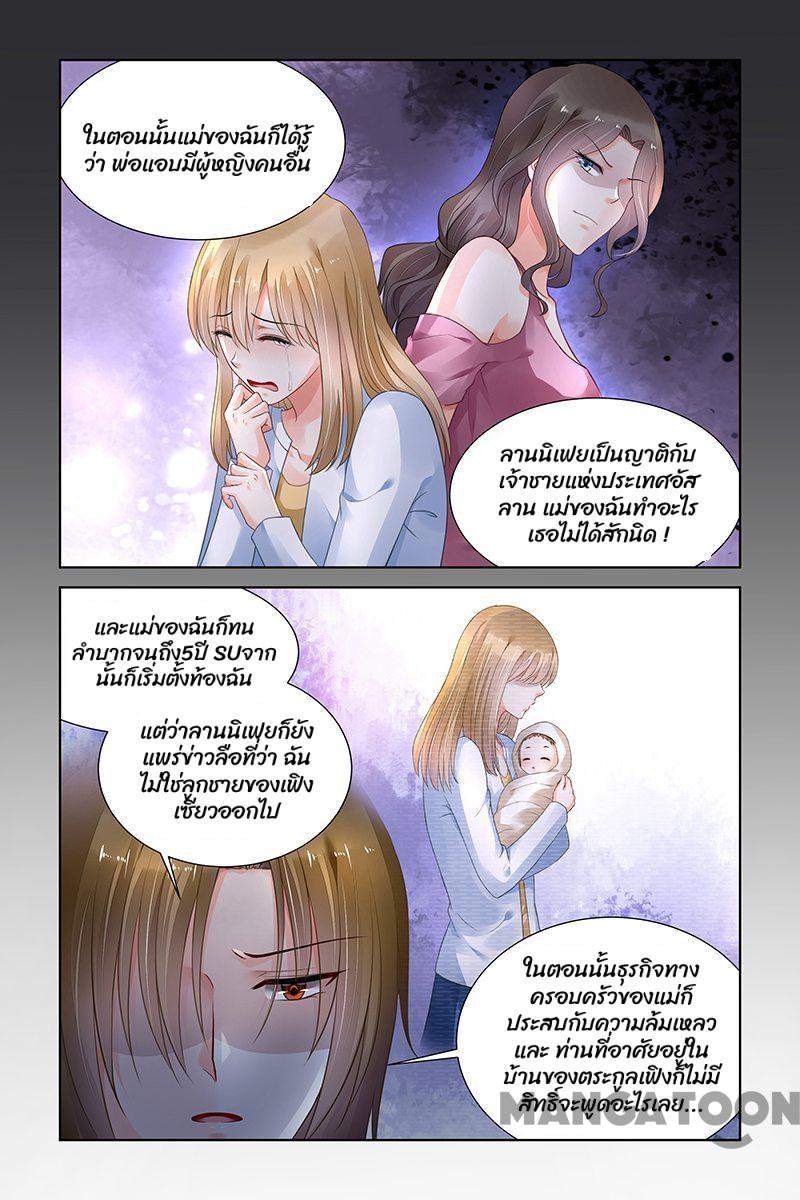 ในตอนนั้นแม่ของฉันก็ได้รู้
ว่า พ่อแอบมีผู้หญิงคนอื่น
ลานนิเฟยเป็นญาติกับ
เจ้าชายแห่งประเทศอัส
ลาน แม่ของฉันทำอะไร
เธอไม่ได้สักนิด !
และแม่ของฉันก็ทน
ลำบากจนถึง5ปี SUจาก
นั้นก็เริ่มตั้งท้องฉัน
แต่ว่าลานนิเฟยก็ยัง
แพร่ข่าวลือที่ว่า ฉัน
ไม่ใช่ลูกชายของเฟิง
เซี่ยวออกไป
ในตอนนั้นธุรกิจทาง
ครอบครัวของแม่ก็
ประสบกับความล้มเหลว
และ ท่านที่อาศัยอยู่ใน
บ้านของตระกูลเฟิงก็ไม่มี
สิทธิ์จะพูดอะไรเลย...
MANGATOON